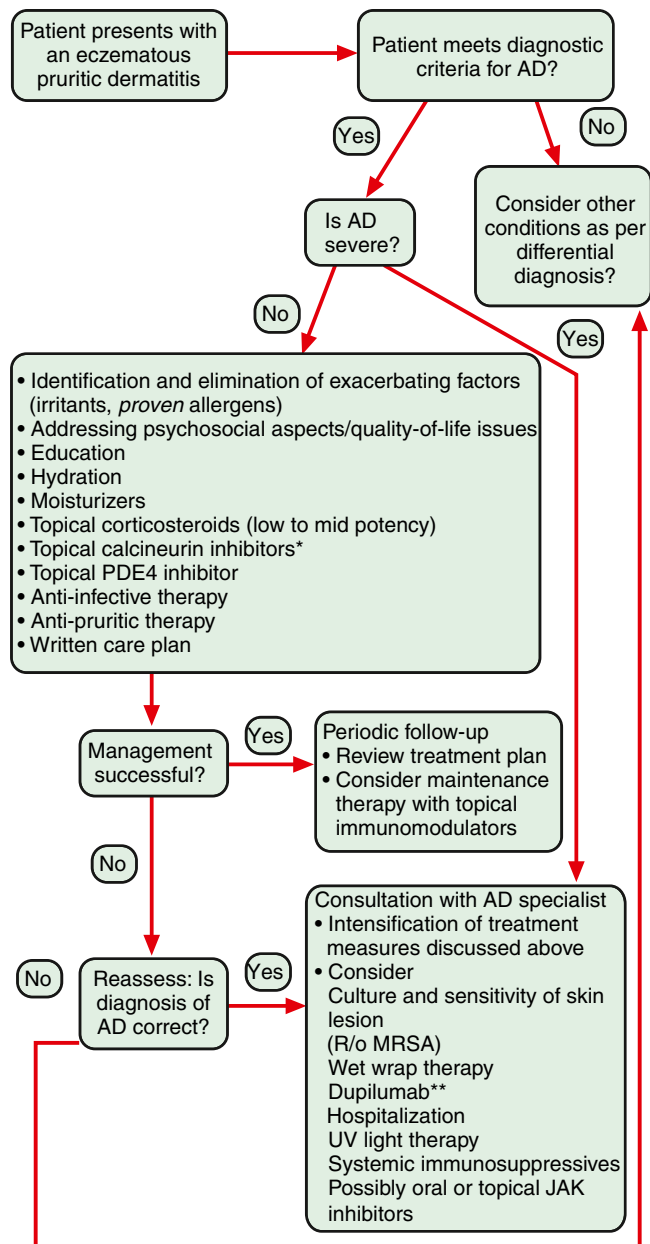 Patient presents with
an eczematous
pruritic dermatitis
Patient meets diagnostic
criteria for AD?
Yes
No
Is AD
severe?
Consider other
conditions as per
differential
diagnosis?
No
Yes
• Identification and elimination of exacerbating factors
(irritants, proven allergens)
• Addressing psychosocial aspects/quality-of-life issues
• Education
• Hydration
• Moisturizers
• Topical corticosteroids (low to mid potency)
• Topical calcineurin inhibitors*
• Topical PDE4 inhibitor
• Anti-infective therapy
• Anti-pruritic therapy
• Written care plan
Management
successful?
Yes
Periodic follow-up
• Review treatment plan
• Consider maintenance
therapy with topical
immunomodulators
No
No
Reassess: Is
diagnosis of
AD correct?
Yes
Consultation with AD specialist
• Intensification of treatment
measures discussed above
• Consider
Culture and sensitivity of skin
lesion
(R/o MRSA)
Wet wrap therapy
Dupilumab**
Hospitalization
UV light therapy
Systemic immunosuppressives
Possibly oral or topical JAK
inhibitors